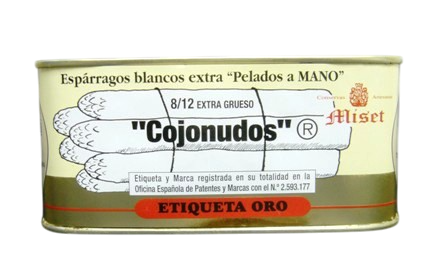 Espárragos blancos extra “Pelados a MANO”
8/12 EXTRA GRUESO
Miset
"Cojonudos" ®
Etiqueta y Marca registrada en su totalidad en la
Oficina Española de Patentes y Marcas con el N.º 2.593.177
ETIQUETA ORO